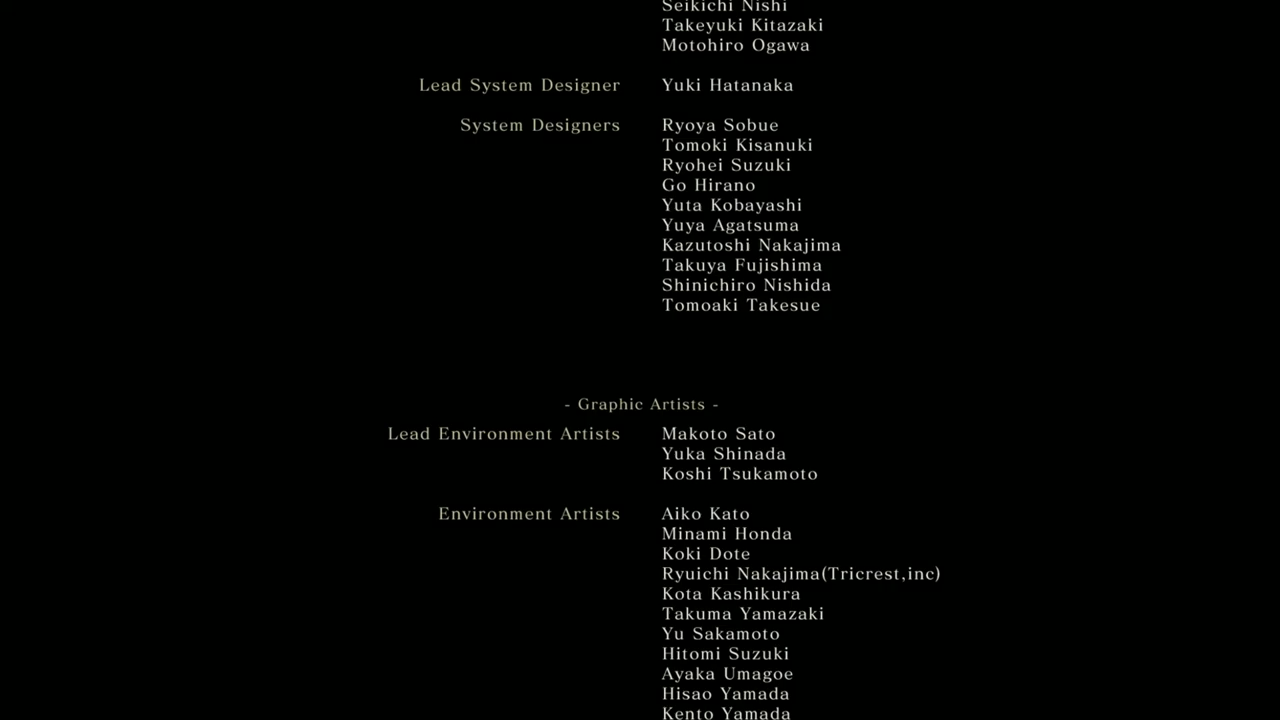 Seikichi Nishi
Takeyuki Kitazaki
Motohiro Ogawa
Lead System Designer Yuki Hatanaka
System Designers Ryoya Sobue
Tomoki Kisanuki
Ryohei Suzuki
Go Hirano
Yuta Kobayashi
Yuya Agatsuma
Kazutoshi Nakajima
Takuya Fujishima
Shinichiro Nishida
Tomoaki Takesue
- Graphic Artists -
Lead Environment Artists Makoto Sato
Yuka Shinada
Koshi Tsukamoto
Environment Artists Aiko Kato
Minami Honda
Koki Dote
Ryuichi Nakajima(Tricrest,inc)
Kota Kashikura
Takuma Yamazaki
Yu Sakamoto
Hitomi Suzuki
Ayaka Umagoe
Hisao Yamada
Kento Yamada